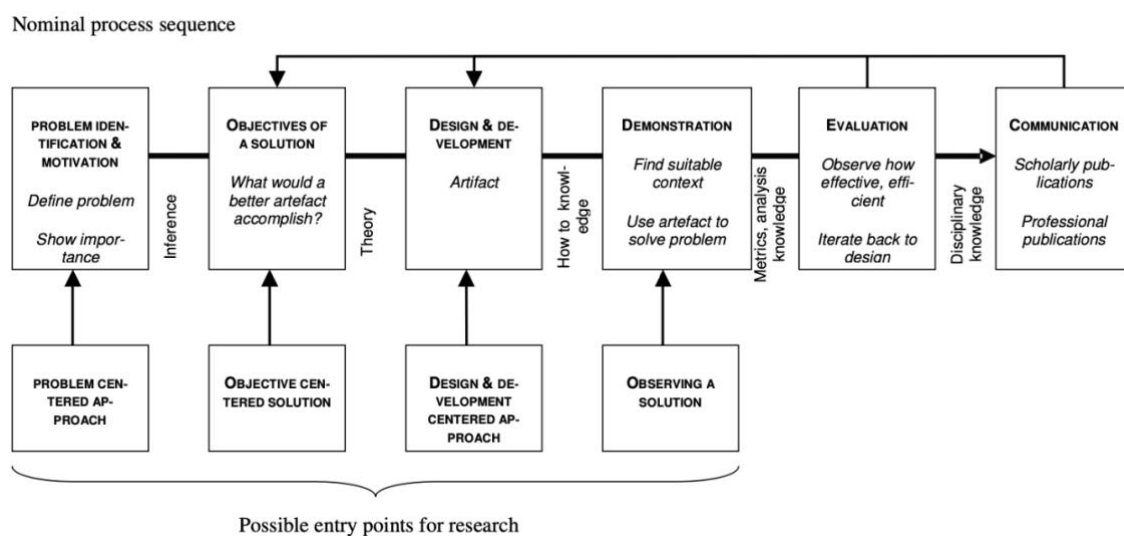 Nominal process sequence
PROBLEM IDEN-
TIFICATION &
MOTIVATION
Define problem
Show impor-
tance
Inference
OBJECTIVES OF
A SOLUTION
What would a
better artefact
accomplish?
Theory
DESIGN & DE-
VELOPMENT
Artifact
How to knowl-
edge
DEMONSTRATION
Find suitable
context
Use artefact to
solve problem
Metrics, analysis
knowledge
EVALUATION
Observe how
effective, effi-
cient
Iterate back to
design
Disciplinary
knowledge
COMMUNICATION
Scholarly pub-
lications
Professional
publications
PROBLEM CEN-
TERED AP-
PROACH
OBJECTIVE CEN-
TERED SOLUTION
DESIGN & DE-
VELOPMENT
CENTERED AP-
PROACH
OBSERVING A
SOLUTION
Possible entry points for research